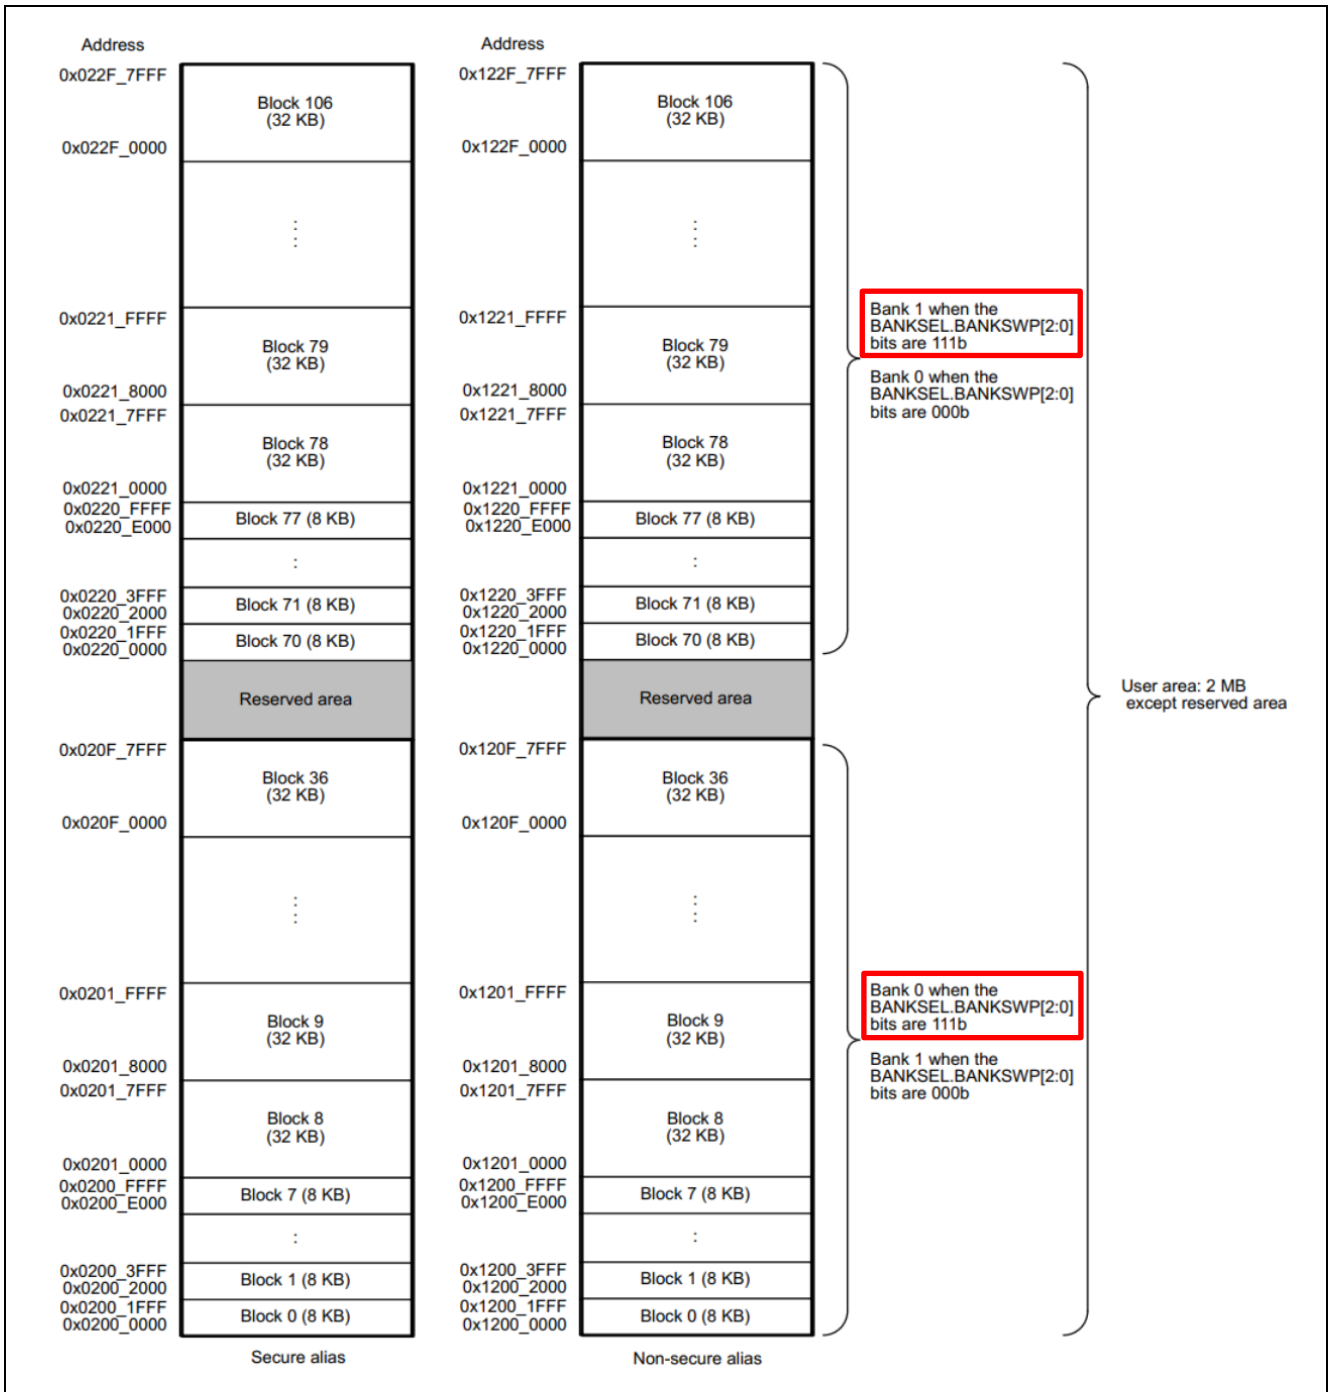 Address
0x022F_7FFF
Block 106
(32 KB)
0x022F_0000
⋮
0x0221_FFFF
Block 79
(32 KB)
0x0221_8000
0x0221_7FFF
Block 78
(32 KB)
0x0221_0000
0x0220_FFFF
0x0220_E000
Block 77 (8 KB)
:
0x0220_3FFF
0x0220_2000
Block 71 (8 KB)
0x0220_1FFF
0x0220_0000
Block 70 (8 KB)
Reserved area
0x020F_7FFF
Block 36
(32 KB)
0x020F_0000
⋮
0x0201_FFFF
Block 9
(32 KB)
0x0201_8000
0x0201_7FFF
Block 8
(32 KB)
0x0201_0000
0x0200_FFFF
0x0200_E000
Block 7 (8 KB)
:
0x0200_3FFF
0x0200_2000
Block 1 (8 KB)
0x0200_1FFF
0x0200_0000
Block 0 (8 KB)
Secure alias
Address
0x122F_7FFF
Block 106
(32 KB)
0x122F_0000
⋮
0x1221_FFFF
Block 79
(32 KB)
0x1221_8000
0x1221_7FFF
Block 78
(32 KB)
0x1221_0000
0x1220_FFFF
0x1220_E000
Block 77 (8 KB)
:
0x1220_3FFF
0x1220_2000
Block 71 (8 KB)
0x1220_1FFF
0x1220_0000
Block 70 (8 KB)
Reserved area
0x120F_7FFF
Block 36
(32 KB)
0x120F_0000
⋮
0x1201_FFFF
Block 9
(32 KB)
0x1201_8000
0x1201_7FFF
Block 8
(32 KB)
0x1201_0000
0x1200_FFFF
0x1200_E000
Block 7 (8 KB)
:
0x1200_3FFF
0x1200_2000
Block 1 (8 KB)
0x1200_1FFF
0x1200_0000
Block 0 (8 KB)
Non-secure alias
Bank 1 when the
BANKSEL.BANKSWP[2:0]
bits are 111b
Bank 0 when the
BANKSEL.BANKSWP[2:0]
bits are 000b
Bank 0 when the
BANKSEL.BANKSWP[2:0]
bits are 111b
Bank 1 when the
BANKSEL.BANKSWP[2:0]
bits are 000b
User area: 2 MB
except reserved area